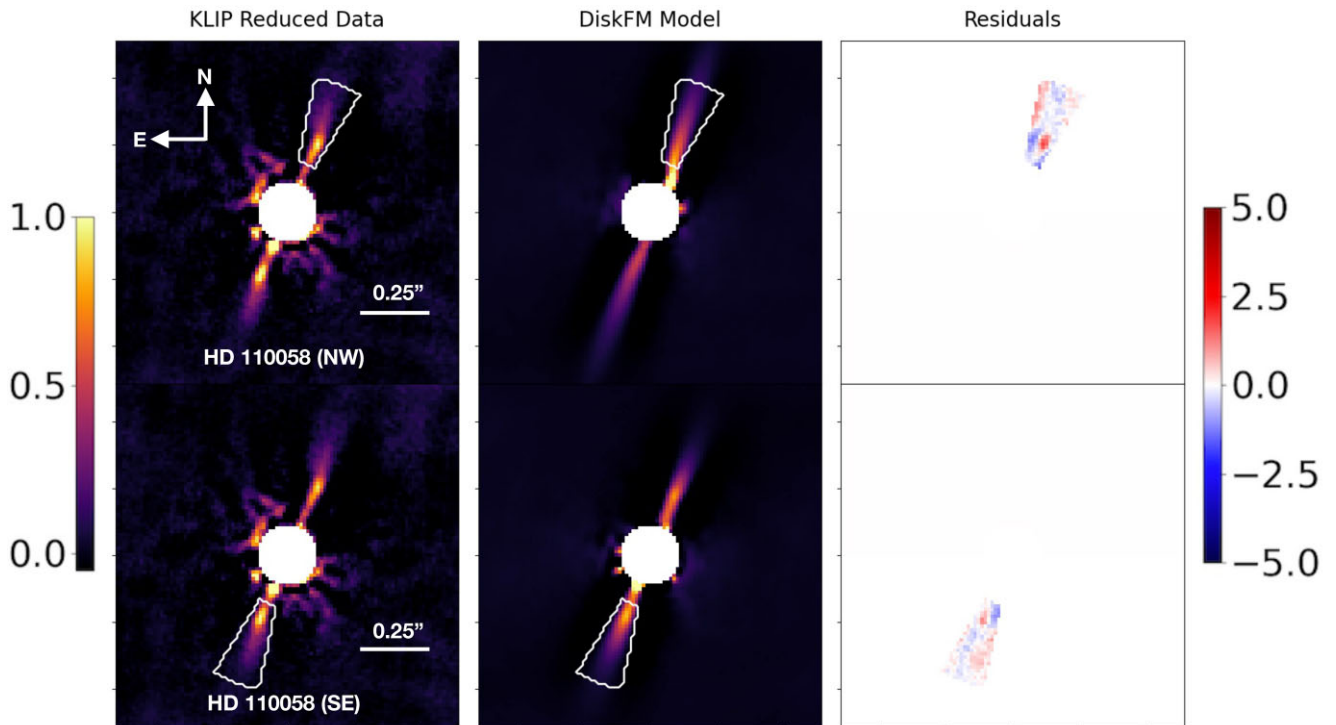 KLIP Reduced Data
DiskFM Model
Residuals
N
E
1.0
0.5
0.0
0.25”
HD 110058 (NW)
5.0
2.5
0.0
−2.5
−5.0
0.25”
HD 110058 (SE)